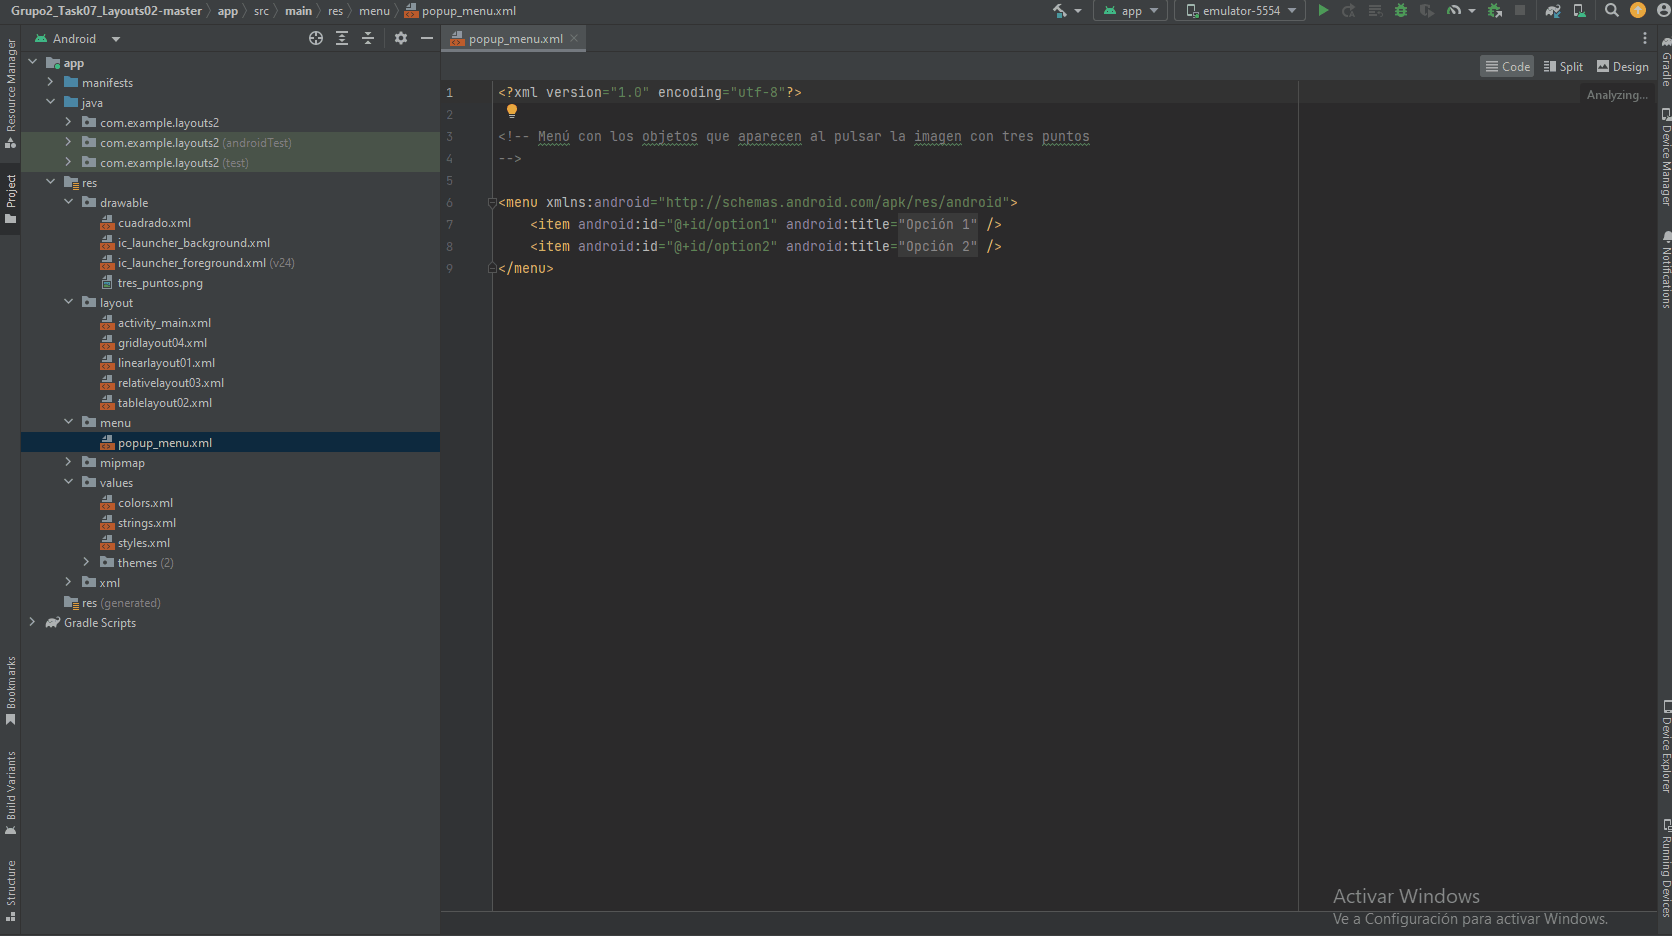 Grupo2_Task07_Layouts02-master app src main res menu popup_menu.xml
app emulator-5554
Android
popup_menu.xml
Code Split Design
Analyzing...
Resource Manager
Project
Bookmarks
Build Variants
Structure
app
manifests
java
com.example.layouts2
com.example.layouts2 (androidTest)
com.example.layouts2 (test)
res
drawable
cuadrado.xml
ic_launcher_background.xml
ic_launcher_foreground.xml (v24)
tres_puntos.png
layout
activity_main.xml
gridlayout04.xml
linearlayout01.xml
relativelayout03.xml
tablelayout02.xml
menu
popup_menu.xml
mipmap
values
colors.xml
strings.xml
styles.xml
themes (2)
xml
res (generated)
Gradle Scripts
1 <?xml version="1.0" encoding="utf-8"?>
2
3 <!-- Menú con los objetos que aparecen al pulsar la imagen con tres puntos
4 -->
5
6 <menu xmlns:android="http://schemas.android.com/apk/res/android">
7 <item android:id="@+id/option1" android:title="Opción 1" />
8 <item android:id="@+id/option2" android:title="Opción 2" />
9 </menu>
Gradle
Device Manager
Notifications
Device Explorer
Running Devices
Activar Windows
Ve a Configuración para activar Windows.